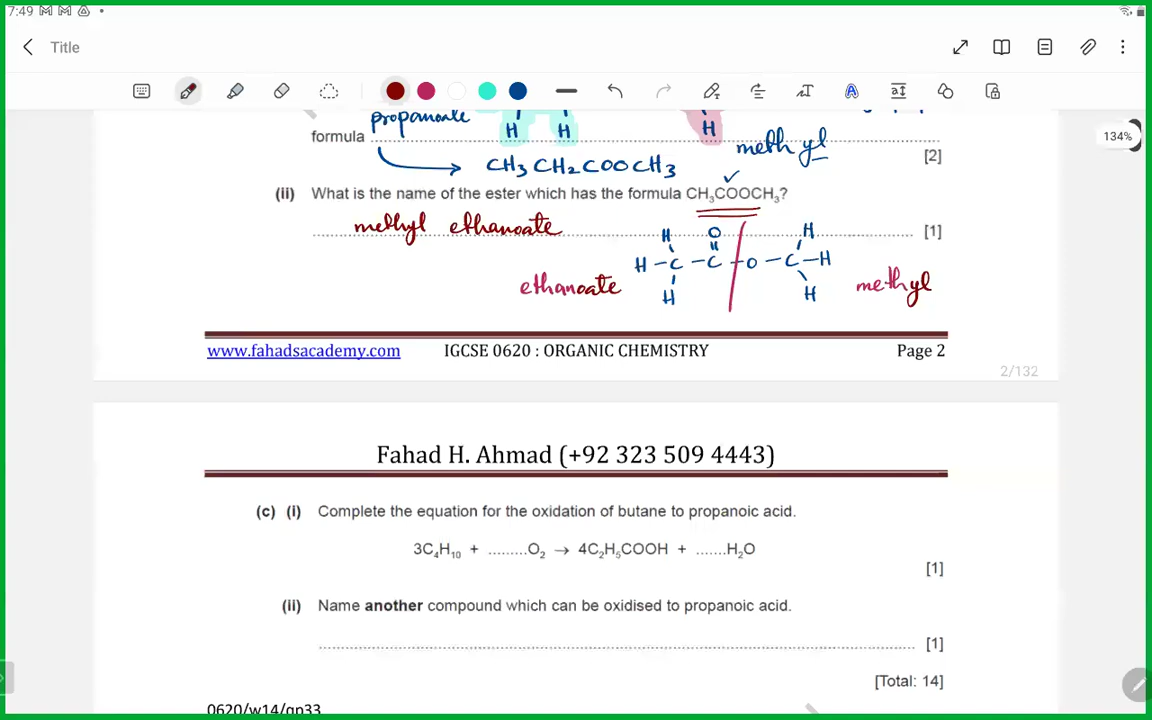 7:49
Title
134%
propanoate H H H
formula
CH₃CH₂COOCH₃ methyl
[2]
(ii) What is the name of the ester which has the formula CH₃COOCH₃?
methyl ethanoate
[1]
H O H
H – C – C – O – C – H
ethanoate methyl
H H
www.fahadsacademy.com IGCSE 0620 : ORGANIC CHEMISTRY Page 2
2/132
Fahad H. Ahmad (+92 323 509 4443)
(c) (i) Complete the equation for the oxidation of butane to propanoic acid.
3C₄H₁₀ + .........O₂ → 4C₂H₅COOH + .......H₂O
[1]
(ii) Name another compound which can be oxidised to propanoic acid.
[1]
[Total: 14]
0620/w14/qp33